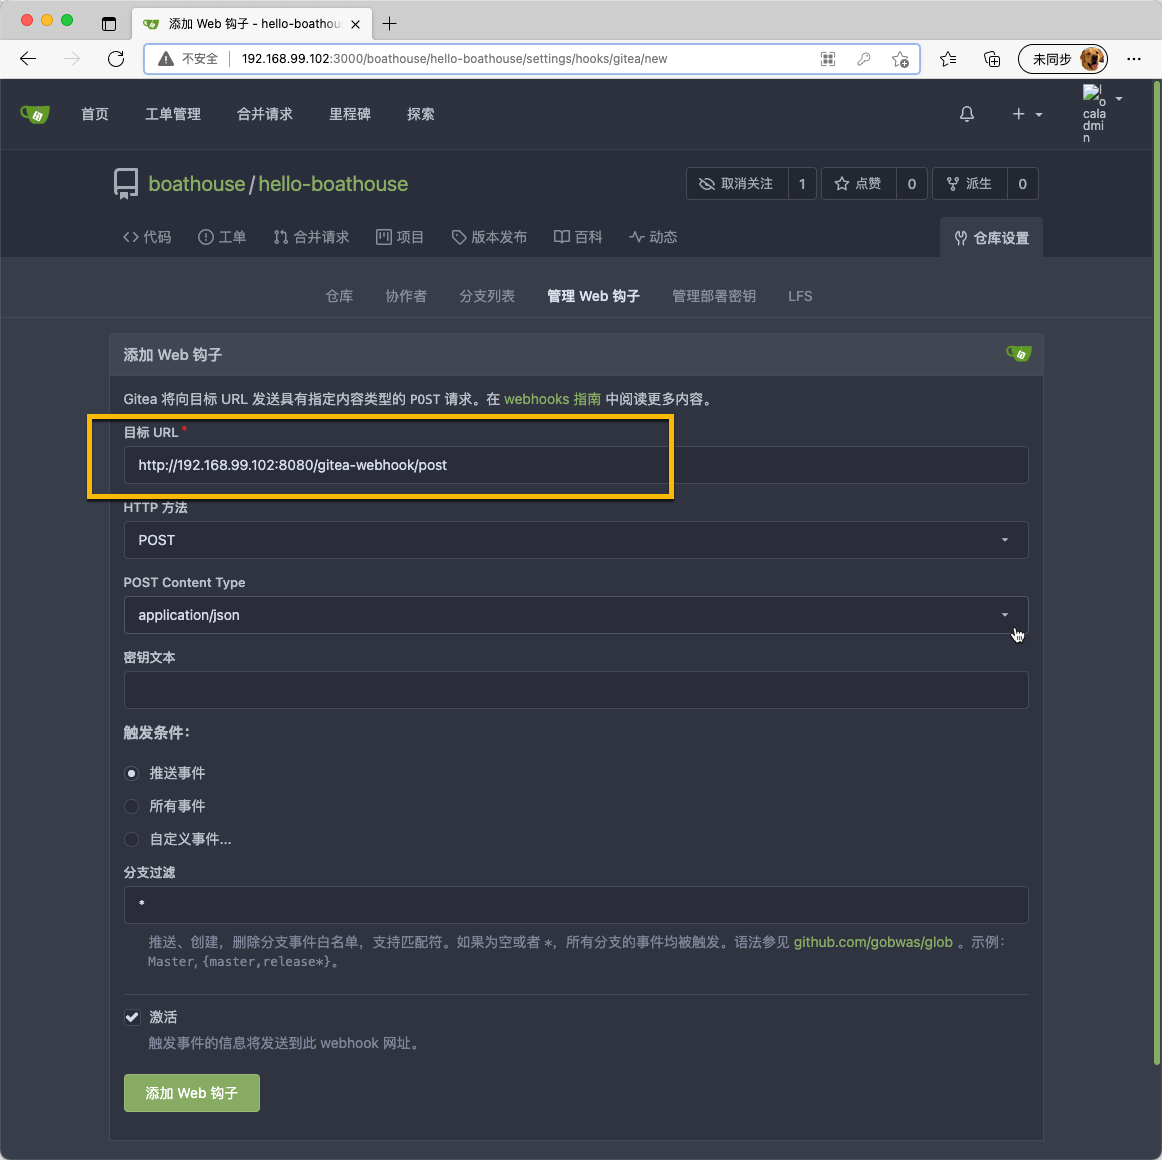 添加 Web 钩子 - hello-boathou
不安全 192.168.99.102:3000/boathouse/hello-boathouse/settings/hooks/gitea/new 未同步
首页 工单管理 合并请求 里程碑 探索
localadmin
boathouse/hello-boathouse 取消关注 1 点赞 0 派生 0
代码 工单 合并请求 项目 版本发布 百科 动态 仓库设置
仓库 协作者 分支列表 管理 Web 钩子 管理部署密钥 LFS
添加 Web 钩子
Gitea 将向目标 URL 发送具有指定内容类型的 POST 请求。在 webhooks 指南 中阅读更多内容。
目标 URL*
http://192.168.99.102:8080/gitea-webhook/post
HTTP 方法
POST
POST Content Type
application/json
密钥文本
触发条件：
推送事件
所有事件
自定义事件...
分支过滤
*
推送、创建，删除分支事件白名单，支持匹配符。如果为空或者 *，所有分支的事件均被触发。语法参见 github.com/gobwas/glob 。示例：
Master, {master,release*}。
激活
触发事件的信息将发送到此 webhook 网址。
添加 Web 钩子